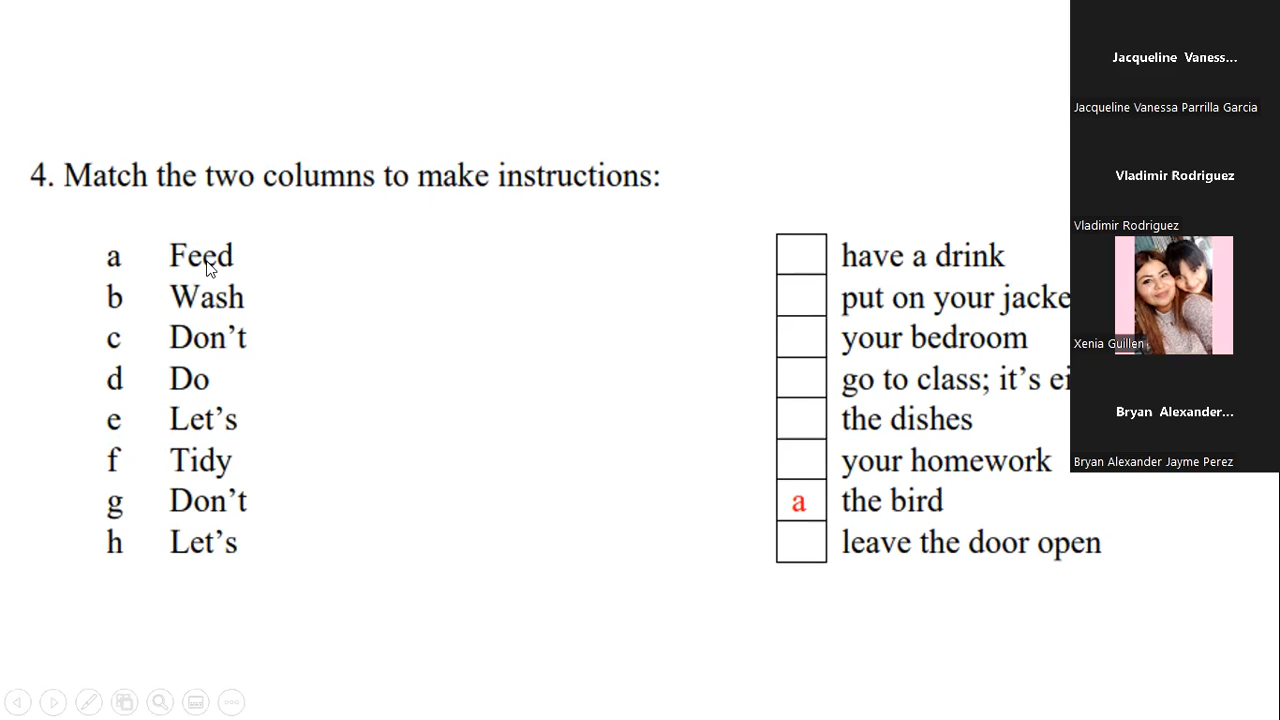 4. Match the two columns to make instructions:
a Feed
b Wash
c Don't
d Do
e Let's
f Tidy
g Don't
h Let's
have a drink
put on your
your bedroom
go to class; it's
the dishes
your homework
a the bird
leave the door open
Jacqueline Vaness...
Jacqueline Vanessa Parrilla Garcia
Vladimir Rodriguez
Vladimir Rodriguez
Xenia Guillen
Bryan Alexander...
Bryan Alexander Jayme Perez